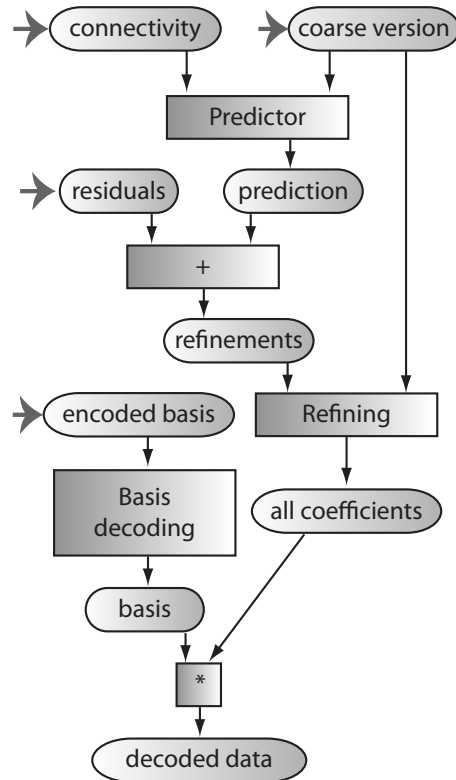 connectivity
coarse version
Predictor
residuals
prediction
+
refinements
encoded basis
Refining
Basis
decoding
all coefficients
basis
*
decoded data